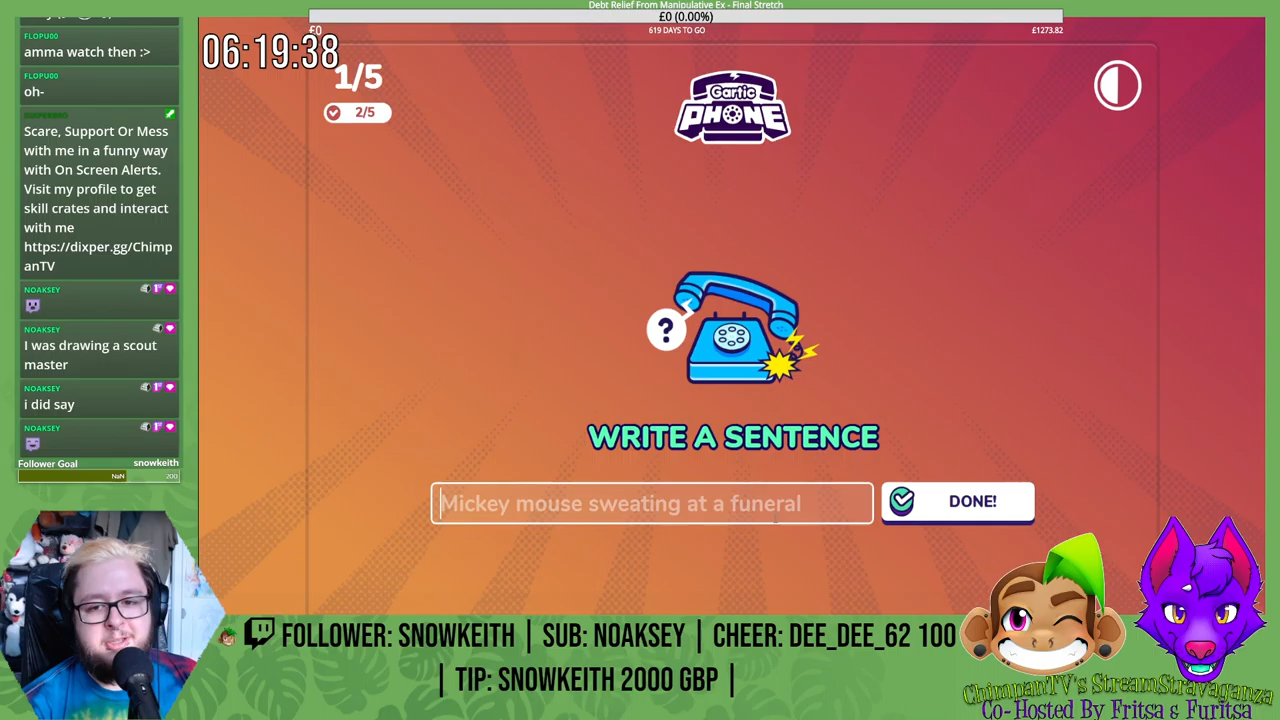 Debt Relief From Manipulative Ex - Final Stretch
£0 (0.00%)
£0
619 DAYS TO GO
£1273.82
FLOPU00
amma watch then :>
FLOPU00
oh-
Scare, Support Or Mess
with me in a funny way
with On Screen Alerts.
Visit my profile to get
skill crates and interact
with me
https://dixper.gg/Chimp
anTV
NOAKSEY
NOAKSEY
I was drawing a scout
master
NOAKSEY
i did say
NOAKSEY
Follower Goal
snowkeith
NaN
200
06:19:38
1/5
2/5
Gartic
PHONE
?
WRITE A SENTENCE
Mickey mouse sweating at a funeral
DONE!
FOLLOWER: SNOWKEITH | SUB: NOAKSEY | CHEER: DEE_DEE_62 100
| TIP: SNOWKEITH 2000 GBP |
ChimpanTV's StreamStravaganza
Co-Hosted By Fritsa & Furitsa